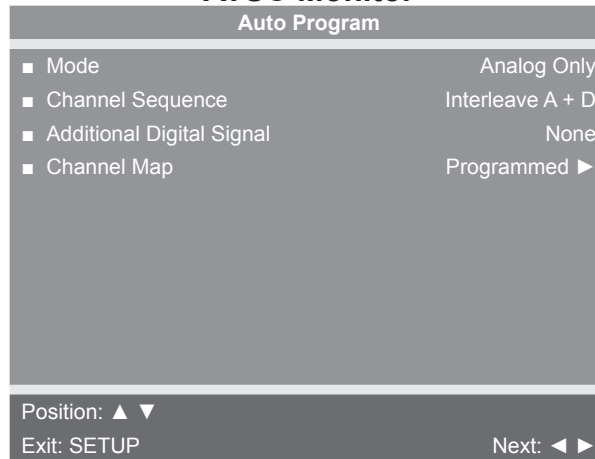 Monitor
Auto Program
■ Mode Analog Only
■ Channel Sequence Interleave A + D
■ Additional Digital Signal None
■ Channel Map Programmed ►
Position: ▲ ▼
Exit: SETUP Next: ◄ ►